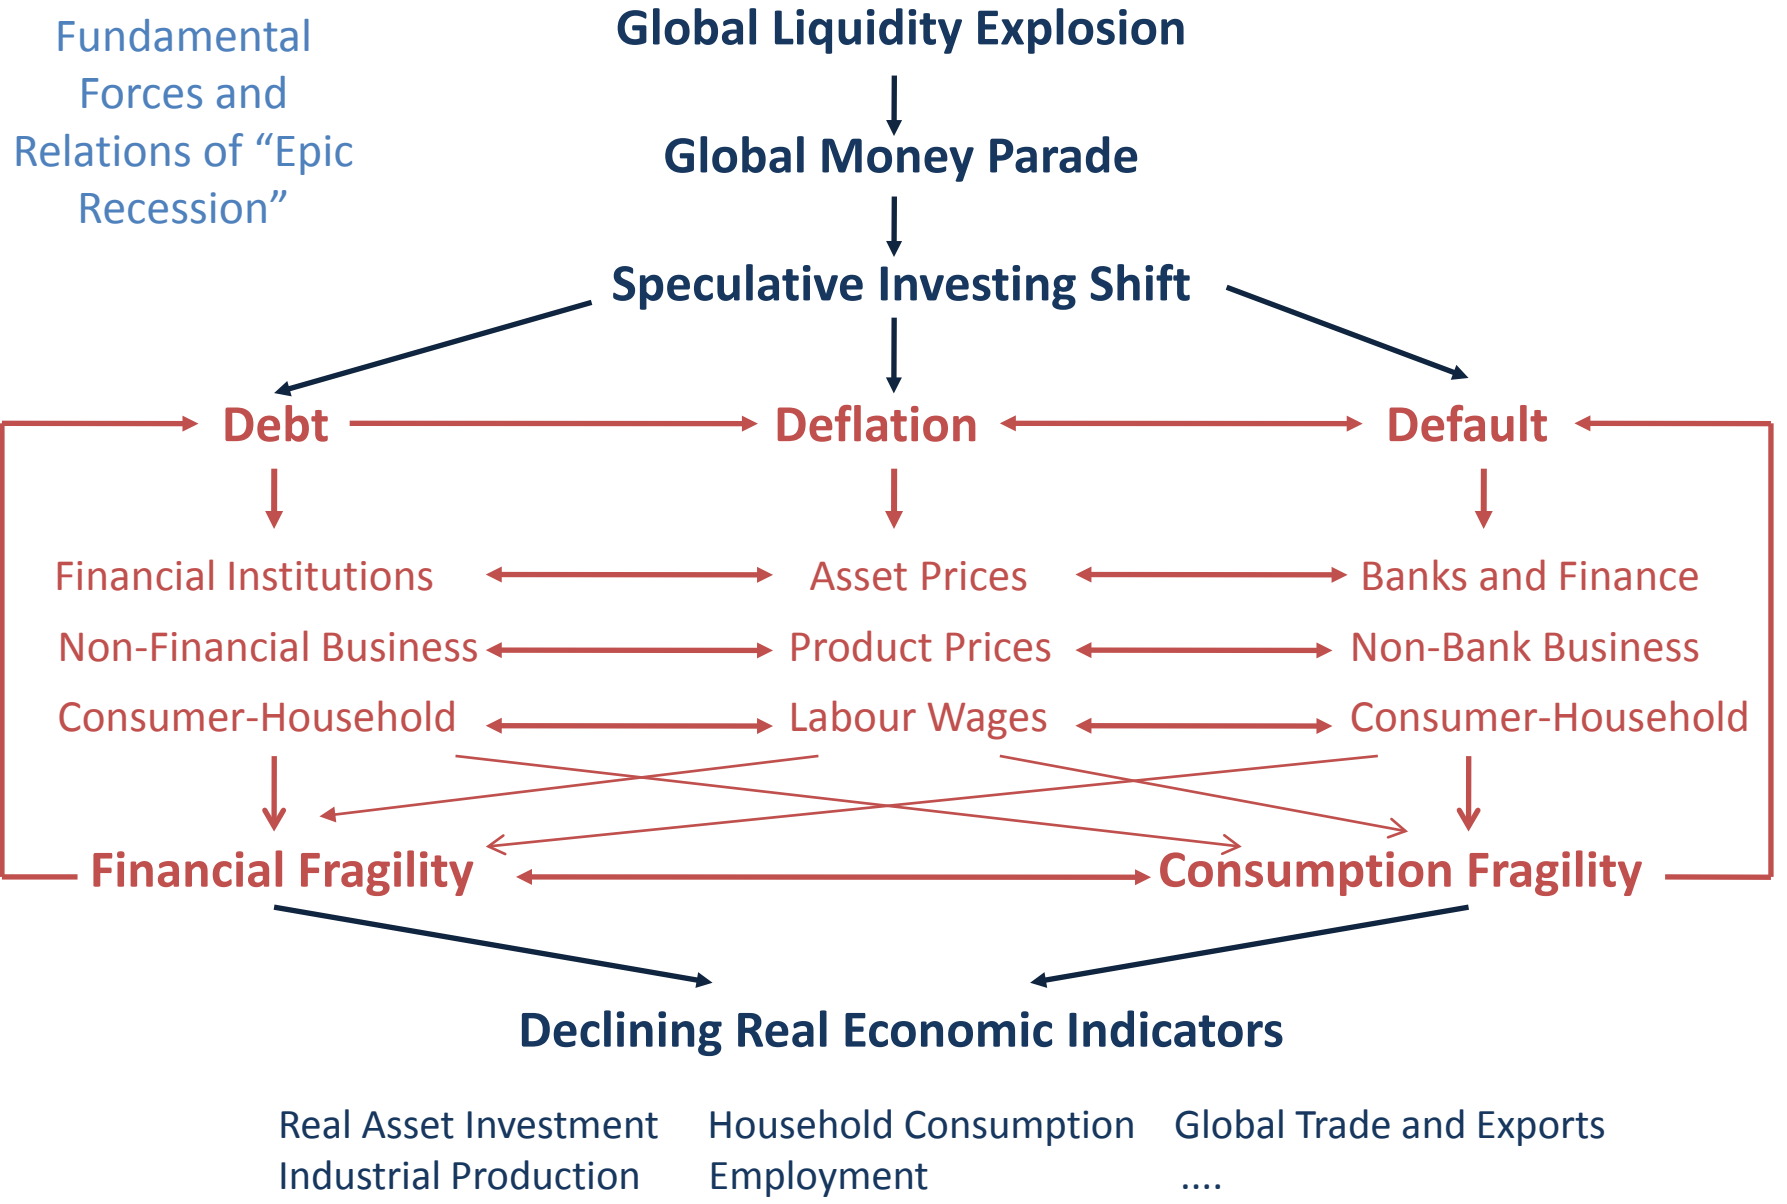 Fundamental
Forces and
Relations of “Epic
Recession”
Global Liquidity Explosion
Global Money Parade
Speculative Investing Shift
Debt
Deflation
Default
Financial Institutions
Asset Prices
Banks and Finance
Non-Financial Business
Product Prices
Non-Bank Business
Consumer-Household
Labour Wages
Consumer-Household
Financial Fragility
Consumption Fragility
Declining Real Economic Indicators
Real Asset Investment
Household Consumption
Global Trade and Exports
Industrial Production
Employment
....